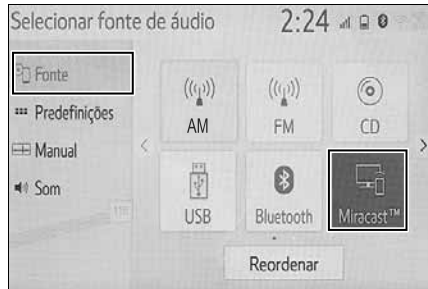 Selecionar fonte de áudio 2:24
Fonte
Predefinições
Manual
Som
AM
FM
CD
USB
Bluetooth
Miracast™
Reordenar